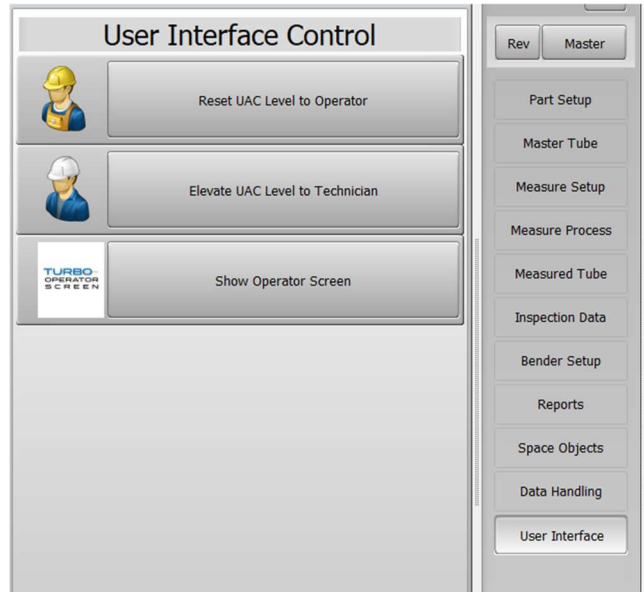 User Interface Control
Reset UAC Level to Operator
Elevate UAC Level to Technician
TURBO
OPERATOR
SCREEN
Show Operator Screen
Rev
Master
Part Setup
Master Tube
Measure Setup
Measure Process
Measured Tube
Inspection Data
Bender Setup
Reports
Space Objects
Data Handling
User Interface